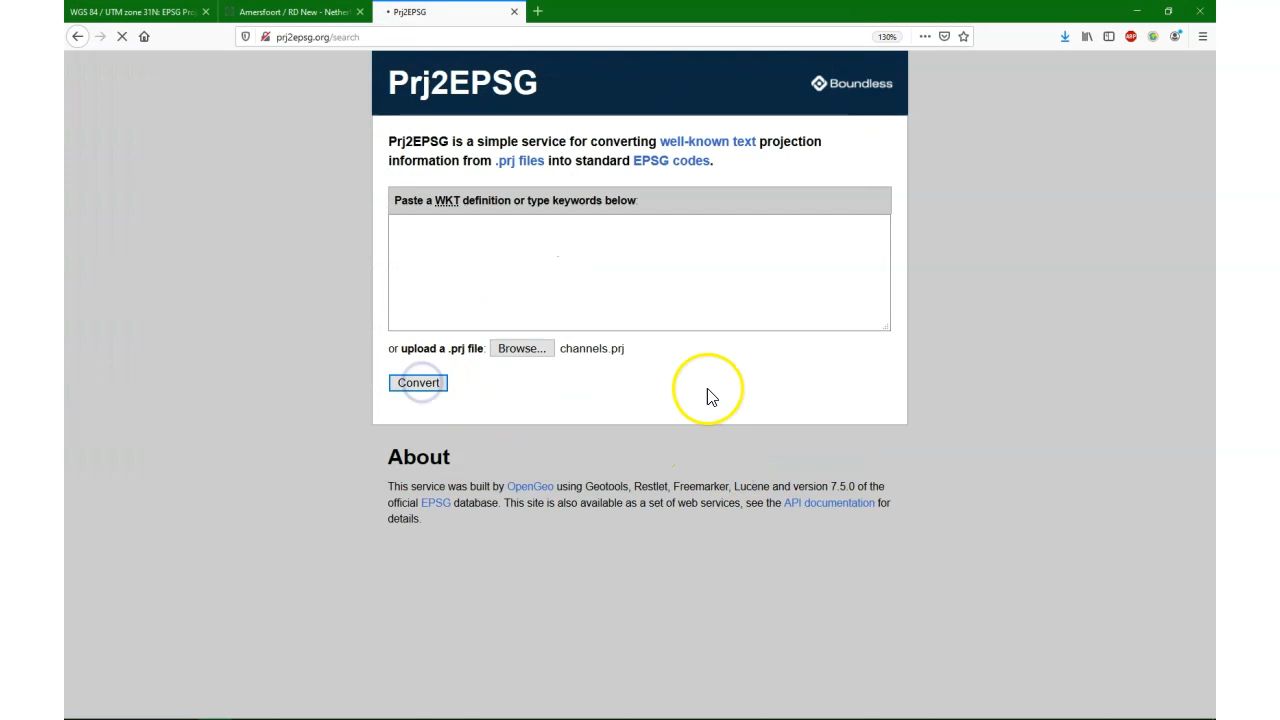 WGS 84 / UTM zone 31N: EPSG Pro
Amersfoort / RD New - Nether
Prj2EPSG
prj2epsg.org/search
130%
Prj2EPSG
Boundless
Prj2EPSG is a simple service for converting well-known text projection
information from .prj files into standard EPSG codes.
Paste a WKT definition or type keywords below:
or upload a .prj file: Browse... channels.prj
Convert
About
This service was built by OpenGeo using Geotools, Restlet, Freemarker, Lucene and version 7.5.0 of the
official EPSG database. This site is also available as a set of web services, see the API documentation for
details.